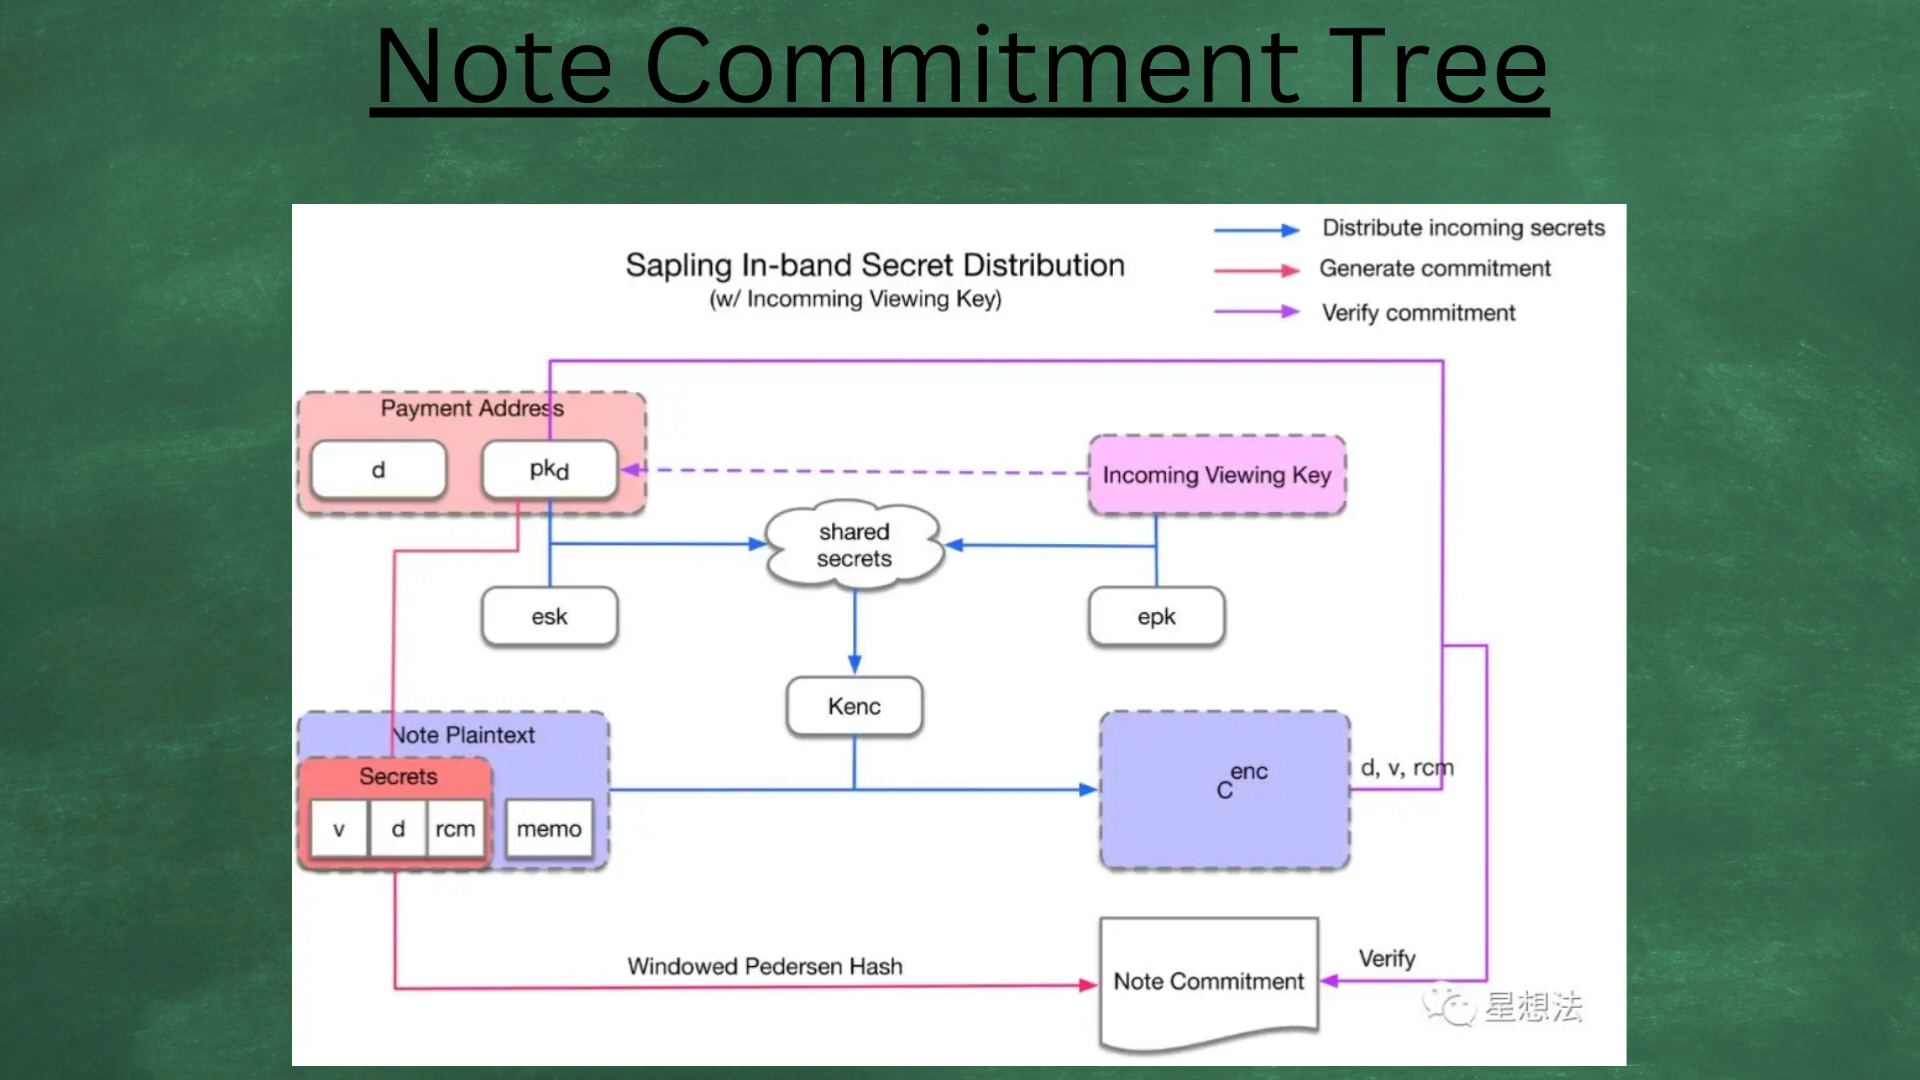 Note Commitment Tree
Distribute incoming secrets
Sapling In-band Secret Distribution
Generate commitment
(w/ Incomming Viewing Key)
Verify commitment
Payment Address
d
pkd
Incoming Viewing Key
shared
secrets
esk
epk
Kenc
Note Plaintext
Secrets
v d rcm memo
Cenc
d, v, rcm
Windowed Pedersen Hash
Note Commitment
Verify
星想法